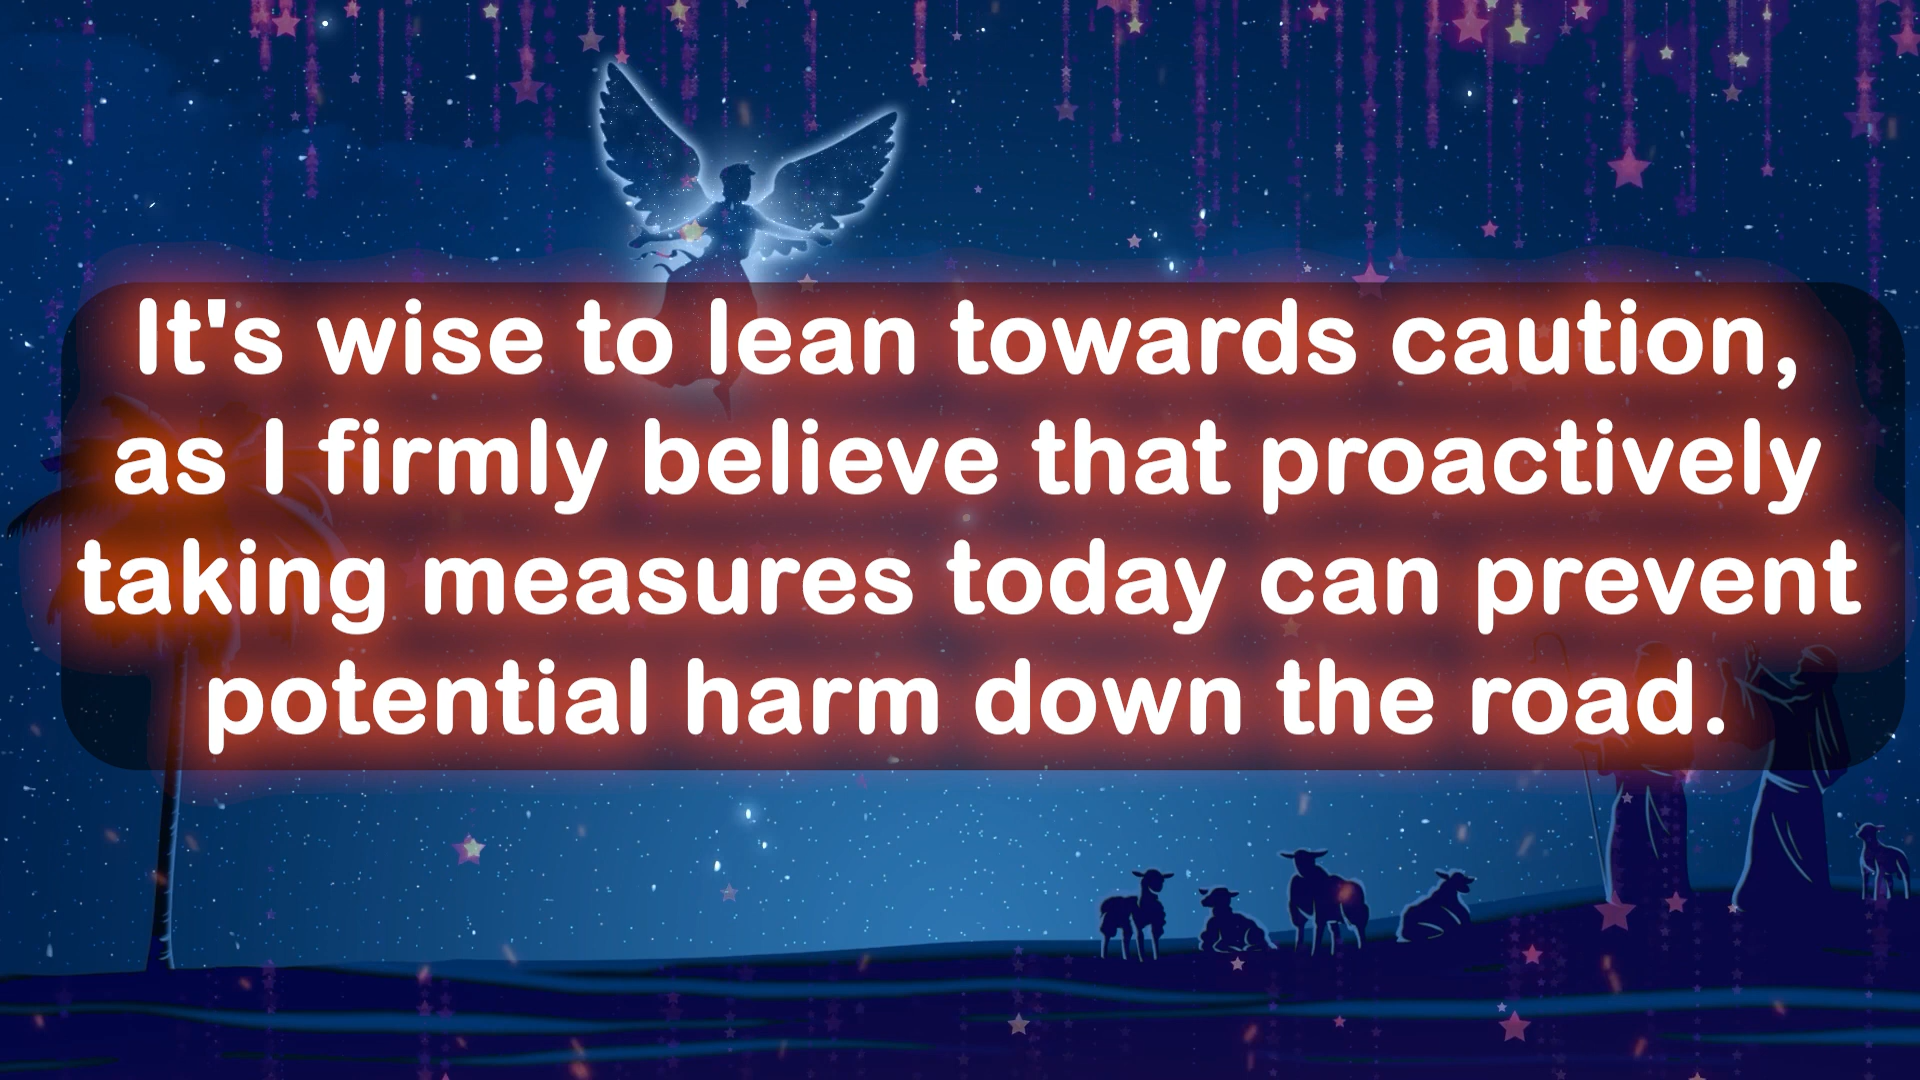 It's wise to lean towards caution,
as I firmly believe that proactively
taking measures today can prevent
potential harm down the road.